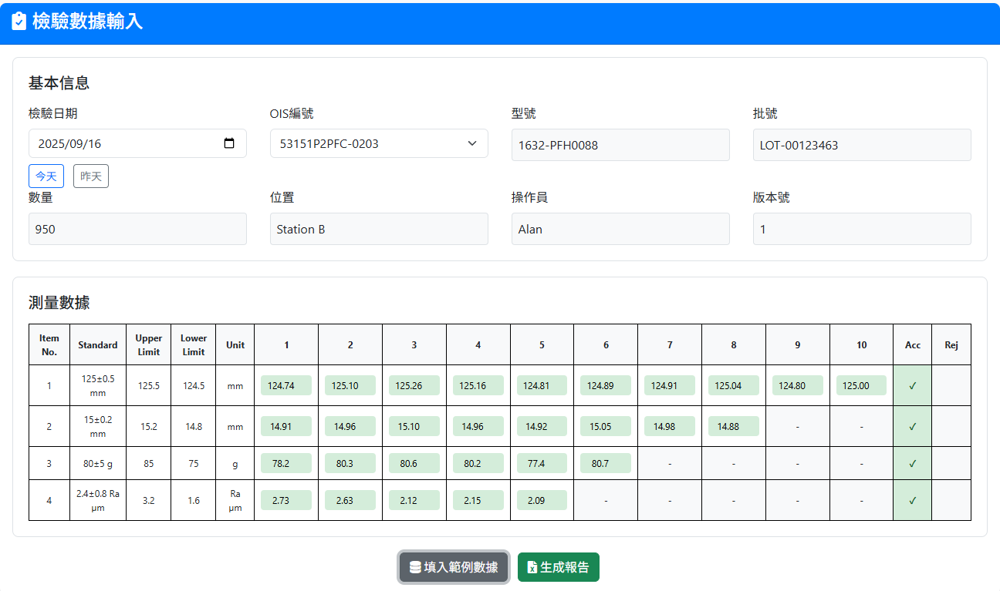 檢驗數據輸入
基本信息
檢驗日期 OIS編號 型號 批號
2025/09/16 53151P2PFC-0203 1632-PFH0088 LOT-00123463
今天 昨天
數量 位置 操作員 版本號
950 Station B Alan 1
測量數據
Item No. Standard Upper Limit Lower Limit Unit 1 2 3 4 5 6 7 8 9 10 Acc Rej
1 125±0.5 mm 125.5 124.5 mm 124.74 125.10 125.26 125.16 124.81 124.89 124.91 125.04 124.80 125.00 ✓
2 15±0.2 mm 15.2 14.8 mm 14.91 14.96 15.10 14.96 14.92 15.05 14.98 14.88 - - ✓
3 80±5 g 85 75 g 78.2 80.3 80.6 80.2 77.4 80.7 - - - - ✓
4 2.4±0.8 Ra μm 3.2 1.6 Ra μm 2.73 2.63 2.12 2.15 2.09 - - - - - ✓
填入範例數據 生成報告